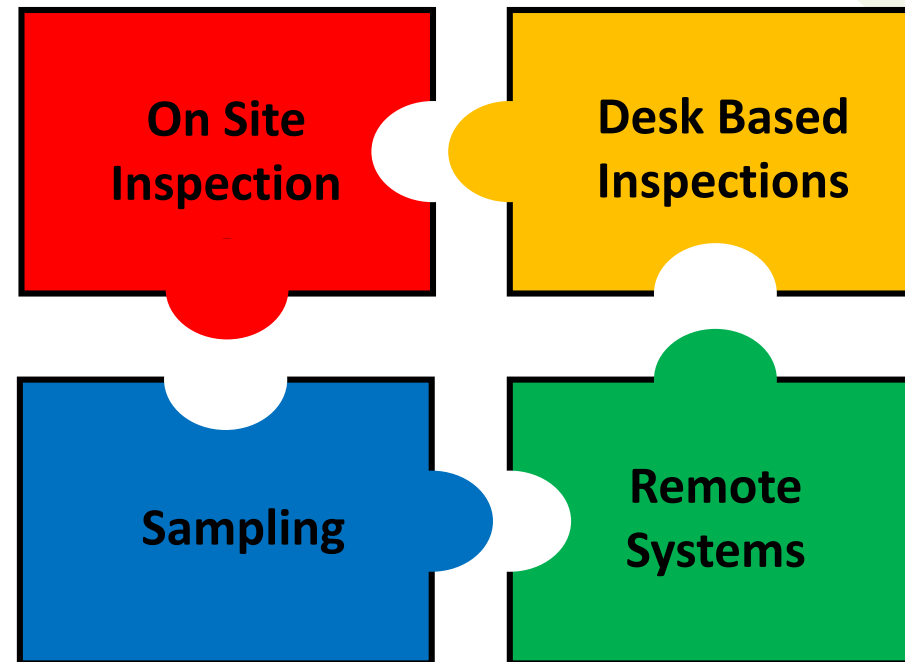 On Site
Inspection
Desk Based
Inspections
Sampling
Remote
Systems